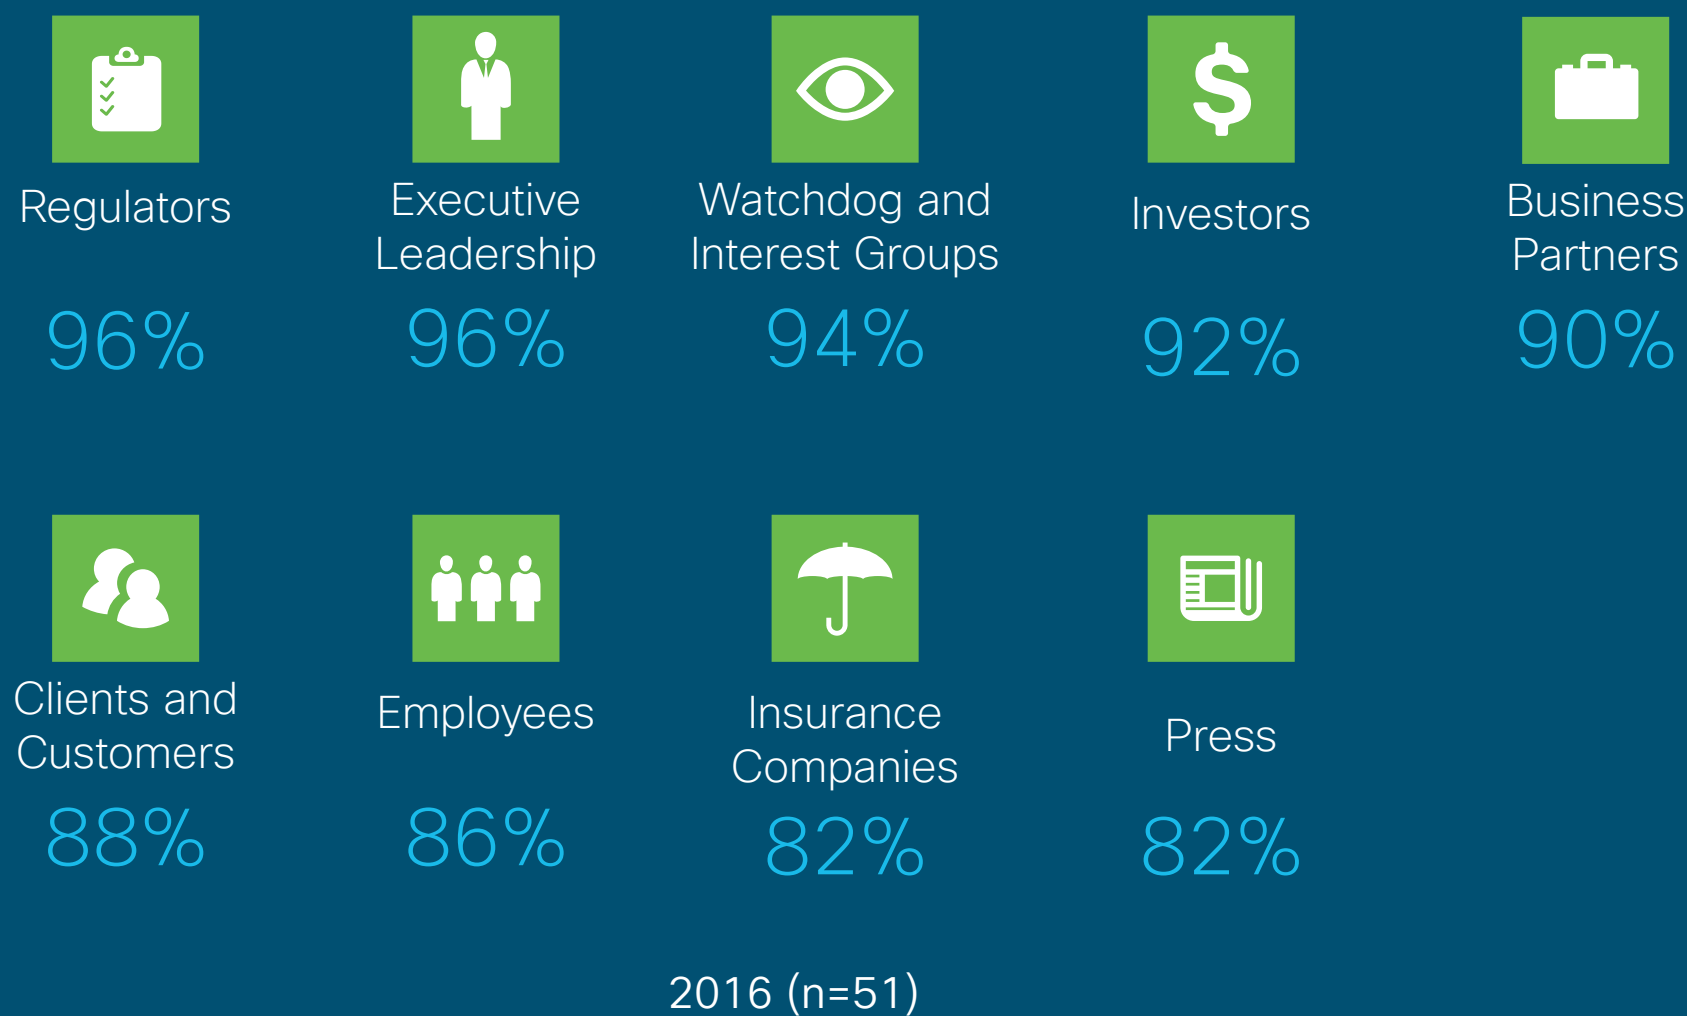 Regulators
96%
Executive
Leadership
96%
Watchdog and
Interest Groups
94%
Investors
92%
Business
Partners
90%
Clients and
Customers
88%
Employees
86%
Insurance
Companies
82%
Press
82%
2016 (n=51)